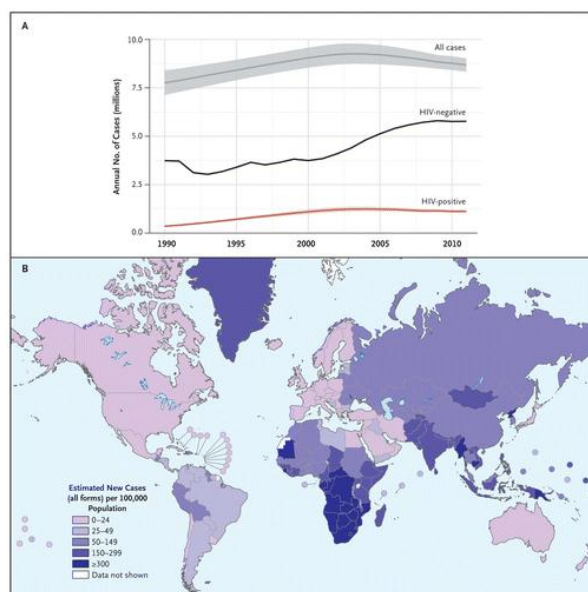 A
10.0
7.5
5.0
2.5
0.0
Annual No. of Cases (millions)
All cases
HIV-negative
HIV-positive
1990
1995
2000
2005
2010
B
Estimated New Cases
(all forms) per 100,000
Population
0–24
25–49
50–149
150–299
≥300
Data not shown